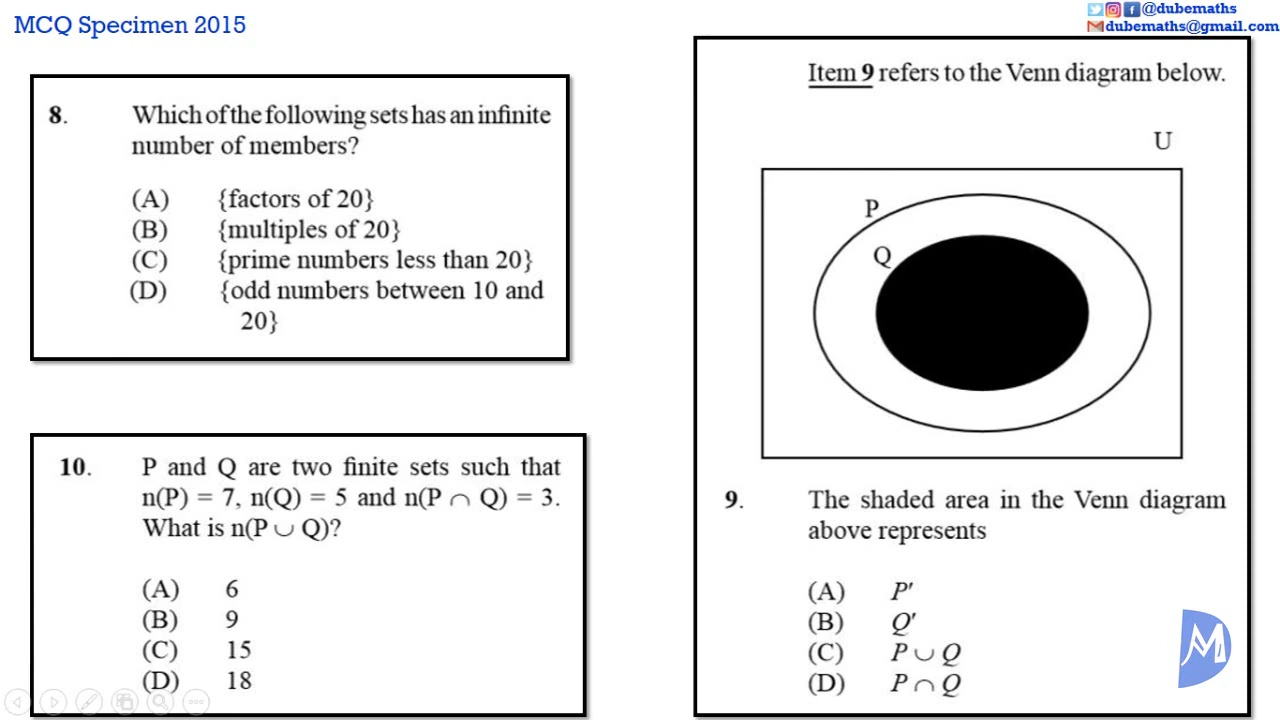 MCQ Specimen 2015
@dubemaths
dubemaths@gmail.com
8. Which of the following sets has an infinite
number of members?
(A) {factors of 20}
(B) {multiples of 20}
(C) {prime numbers less than 20}
(D) {odd numbers between 10 and
20}
10. P and Q are two finite sets such that
n(P) = 7, n(Q) = 5 and n(P ∩ Q) = 3.
What is n(P ∪ Q)?
(A) 6
(B) 9
(C) 15
(D) 18
Item 9 refers to the Venn diagram below.
U
P
Q
9. The shaded area in the Venn diagram
above represents
(A) P′
(B) Q′
(C) P ∪ Q
(D) P ∩ Q
M